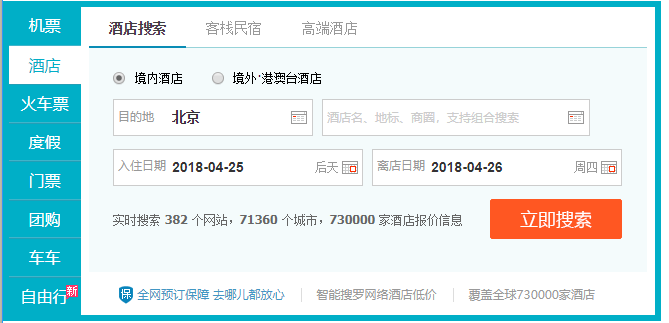 机票
酒店
火车票
度假
门票
团购
车车
自由行 新
酒店搜索 客栈民宿 高端酒店
境内酒店 境外·港澳台酒店
目的地 北京 酒店名、地标、商圈，支持组合搜索
入住日期 2018-04-25 后天 离店日期 2018-04-26 周四
实时搜索 382 个网站，71360 个城市，730000 家酒店报价信息 立即搜索
保 全网预订保障 去哪儿都放心 智能搜罗网络酒店低价 覆盖全球730000家酒店